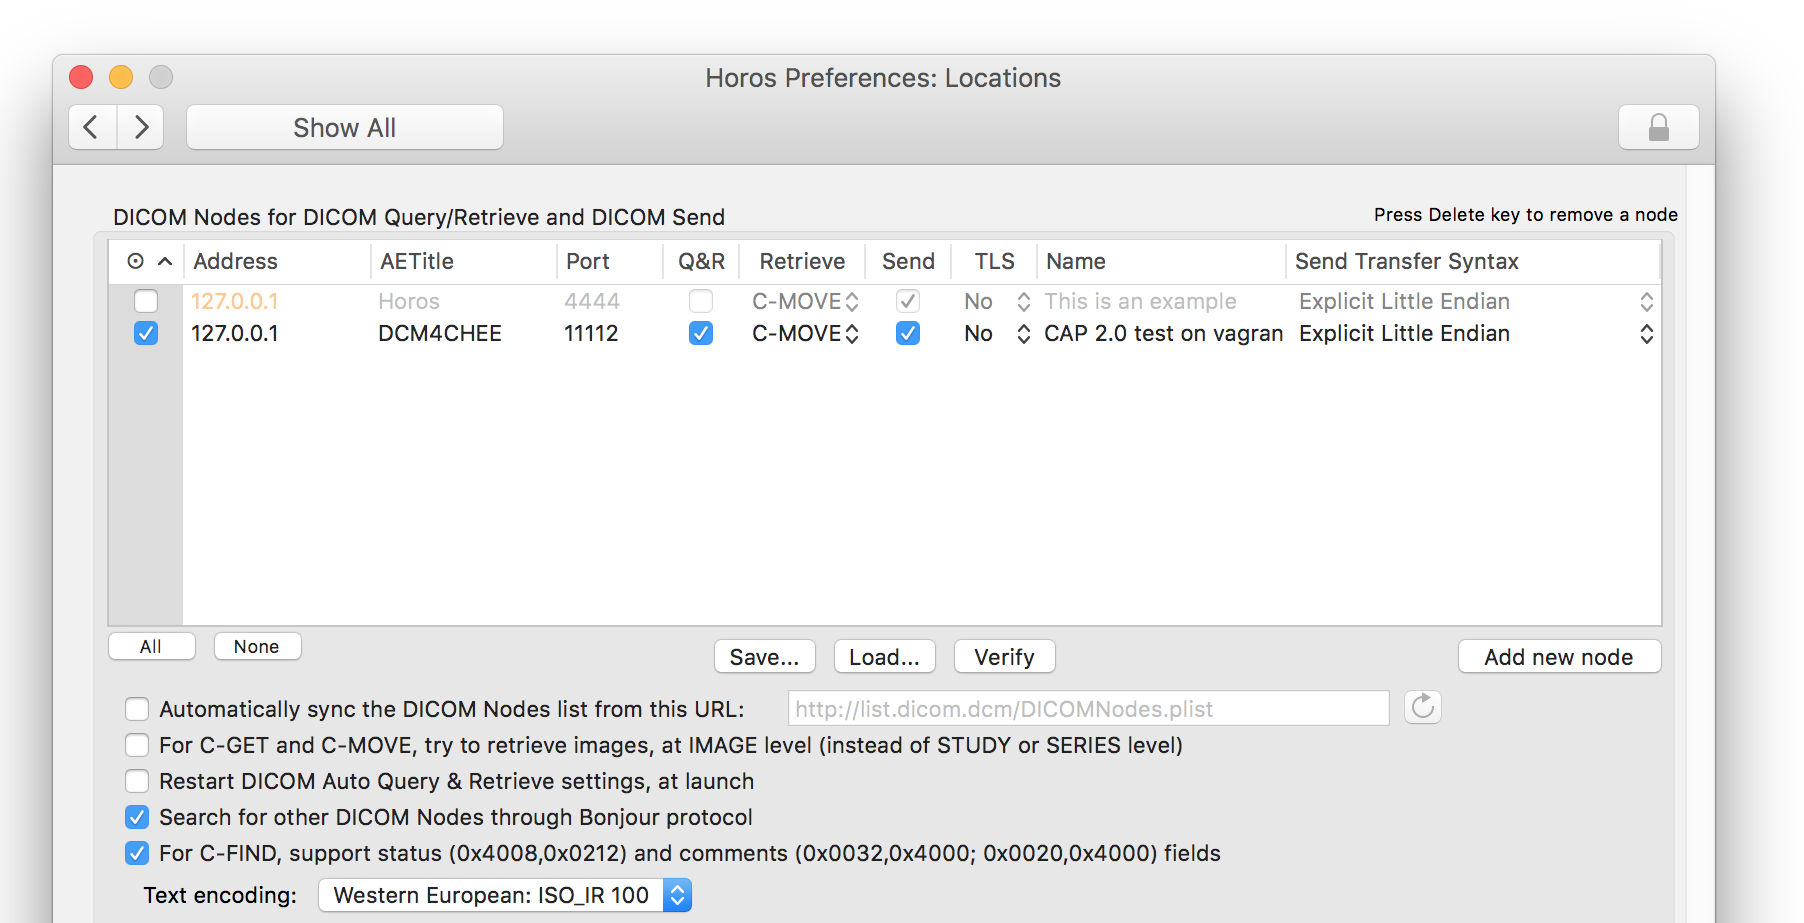 Horos Preferences: Locations
Show All
DICOM Nodes for DICOM Query/Retrieve and DICOM Send
Press Delete key to remove a node
Address AETitle Port Q&R Retrieve Send TLS Name Send Transfer Syntax
127.0.0.1 Horos 4444 C-MOVE No This is an example Explicit Little Endian
127.0.0.1 DCM4CHEE 11112 C-MOVE No CAP 2.0 test on vagran Explicit Little Endian
All None
Save... Load... Verify Add new node
Automatically sync the DICOM Nodes list from this URL: http://list.dicom.dcm/DICOMNodes.plist
For C-GET and C-MOVE, try to retrieve images, at IMAGE level (instead of STUDY or SERIES level)
Restart DICOM Auto Query & Retrieve settings, at launch
Search for other DICOM Nodes through Bonjour protocol
For C-FIND, support status (0x4008,0x0212) and comments (0x0032,0x4000; 0x0020,0x4000) fields
Text encoding: Western European: ISO_IR 100